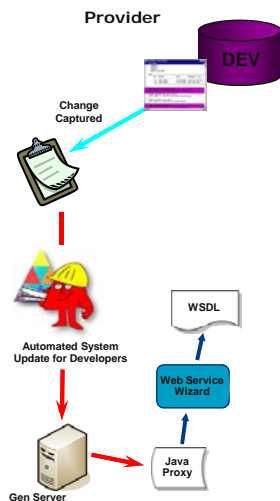 Provider
DEV
Change
Captured
WSDL
Automated System
Update for Developers
Web Service
Wizard
Java
Proxy
Gen Server